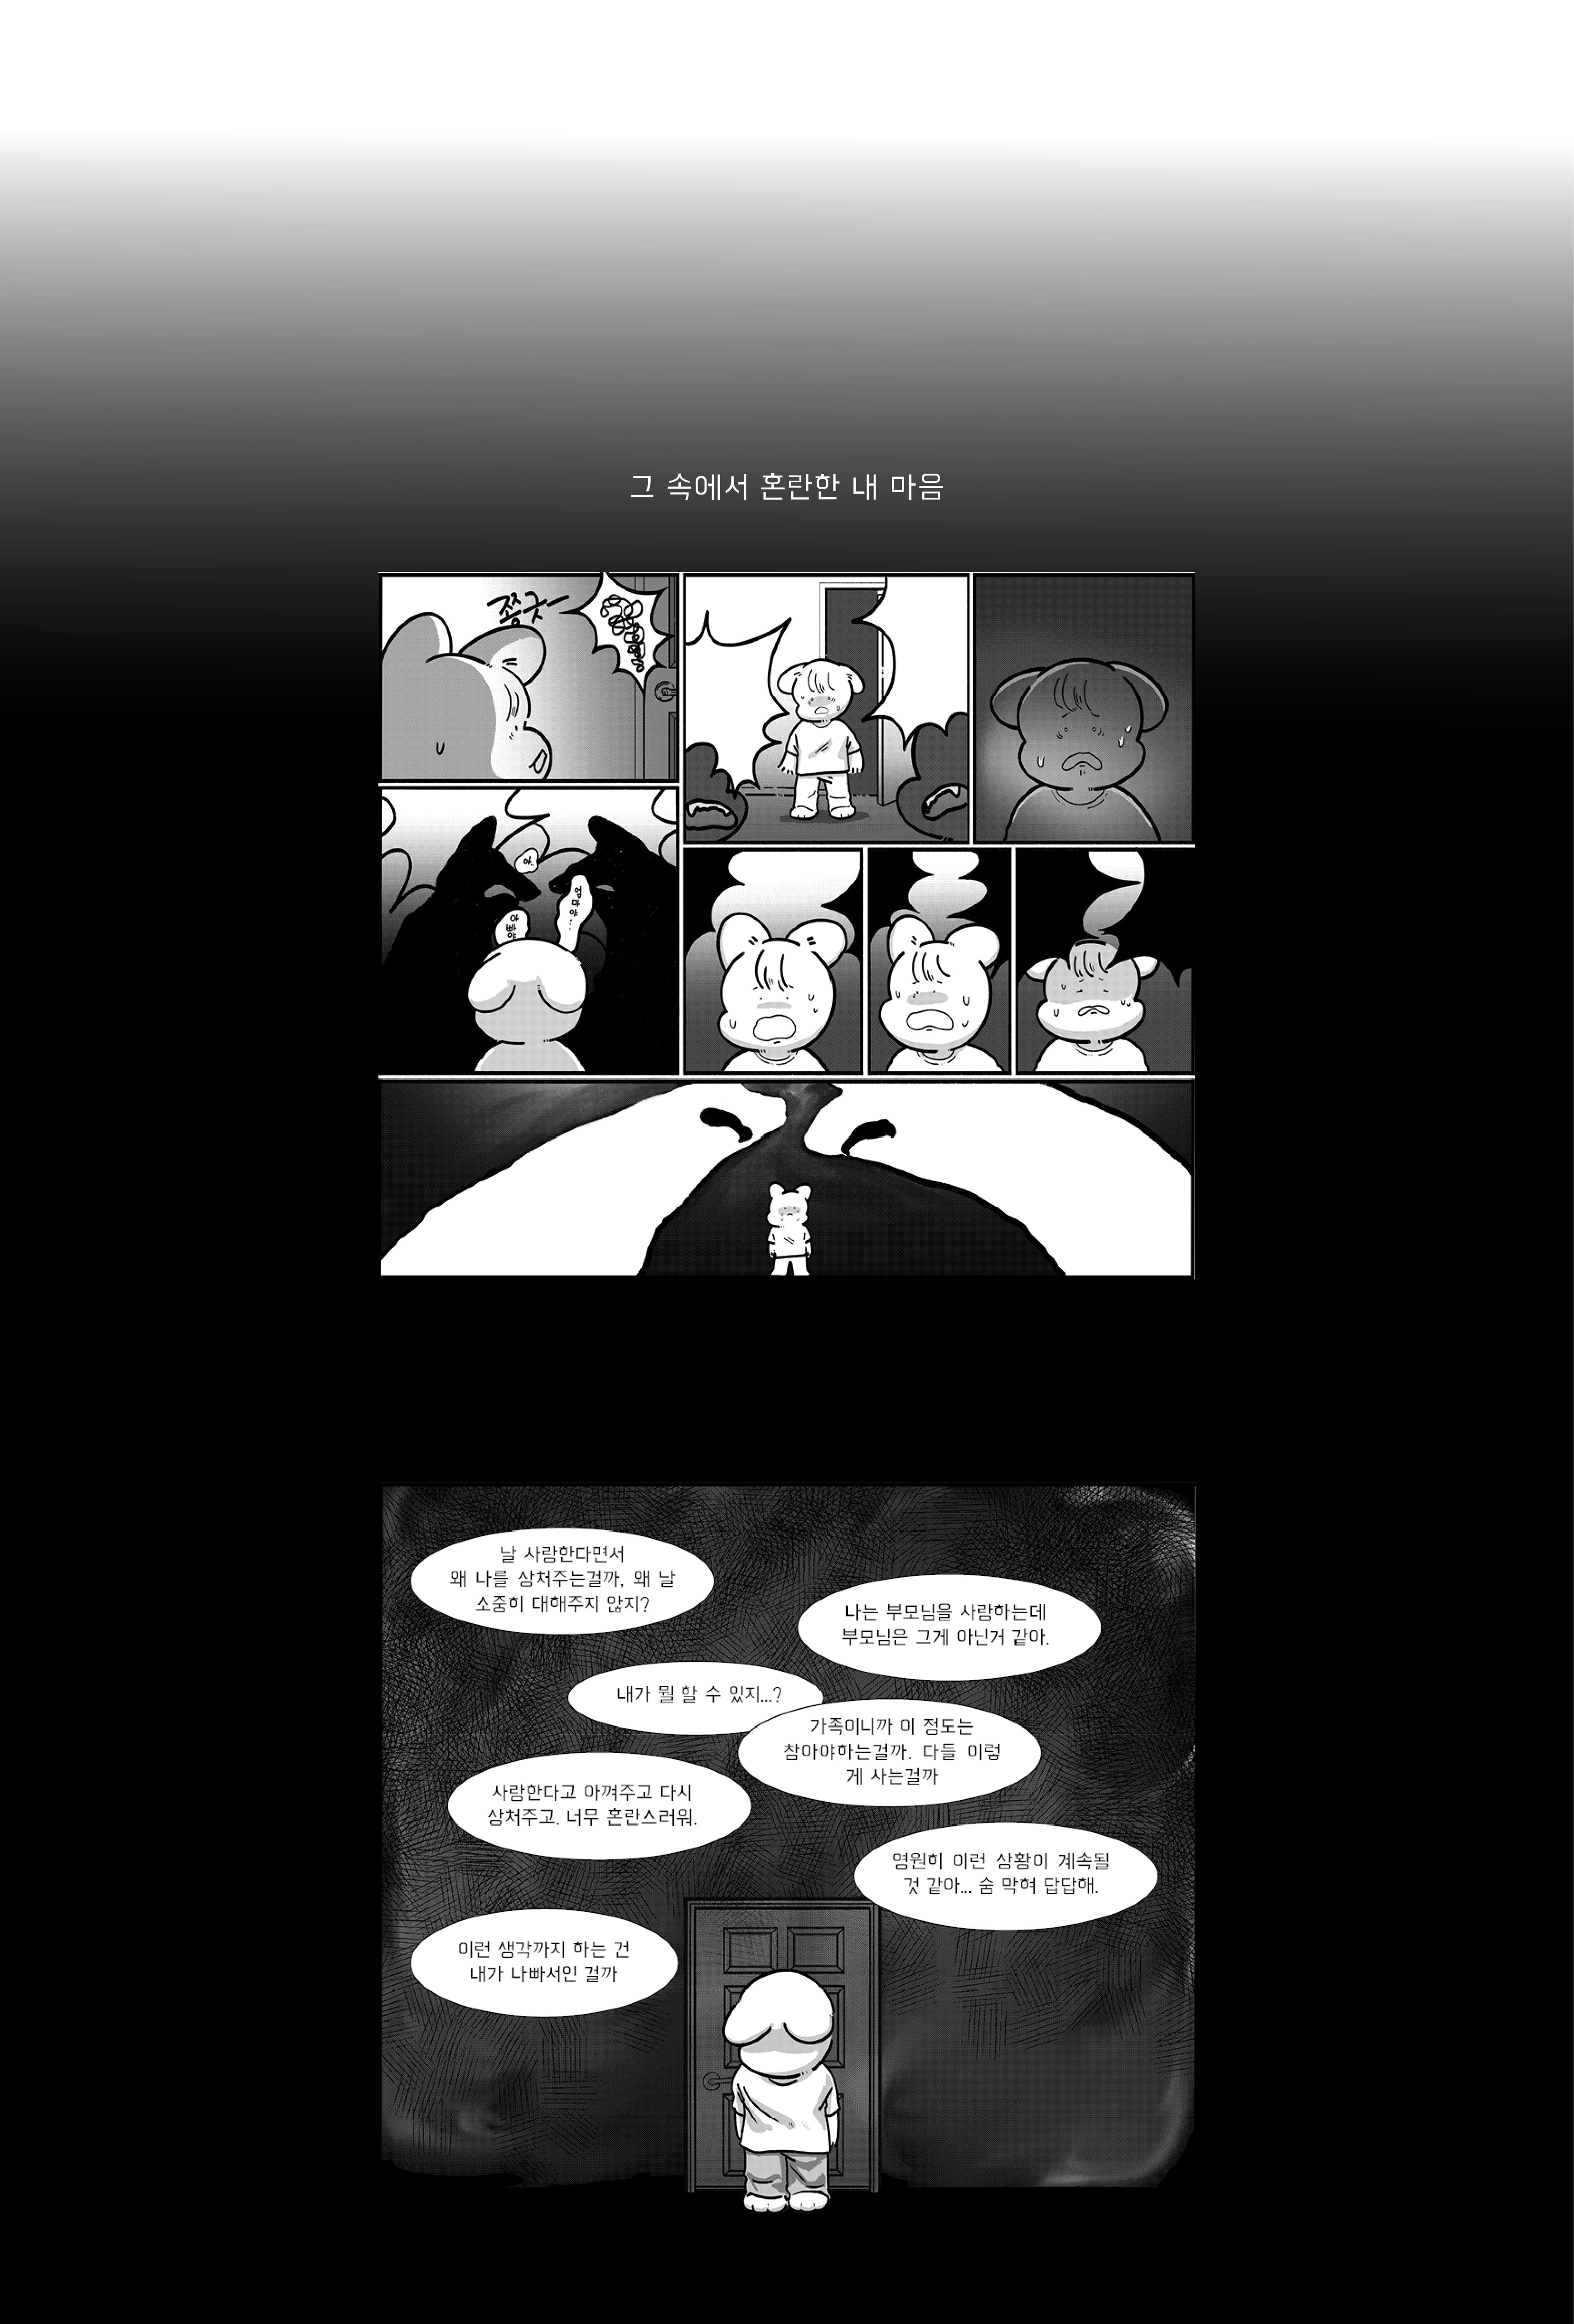 그 속에서 혼란한 내 마음
쫑긋
야..
엄마야...
아빠야
날 사랑한다면서
왜 나를 상처주는걸까, 왜 날
소중히 대해주지 않지?
나는 부모님을 사랑하는데
부모님은 그게 아닌거 같아.
내가 뭘 할 수 있지...?
가족이니까 이 정도는
참아야하는걸까. 다들 이렇
게 사는걸까
사랑한다고 아껴주고 다시
상처주고. 너무 혼란스러워.
영원히 이런 상황이 계속될
것 같아... 숨 막혀 답답해.
이런 생각까지 하는 건
내가 나빠서인 걸까